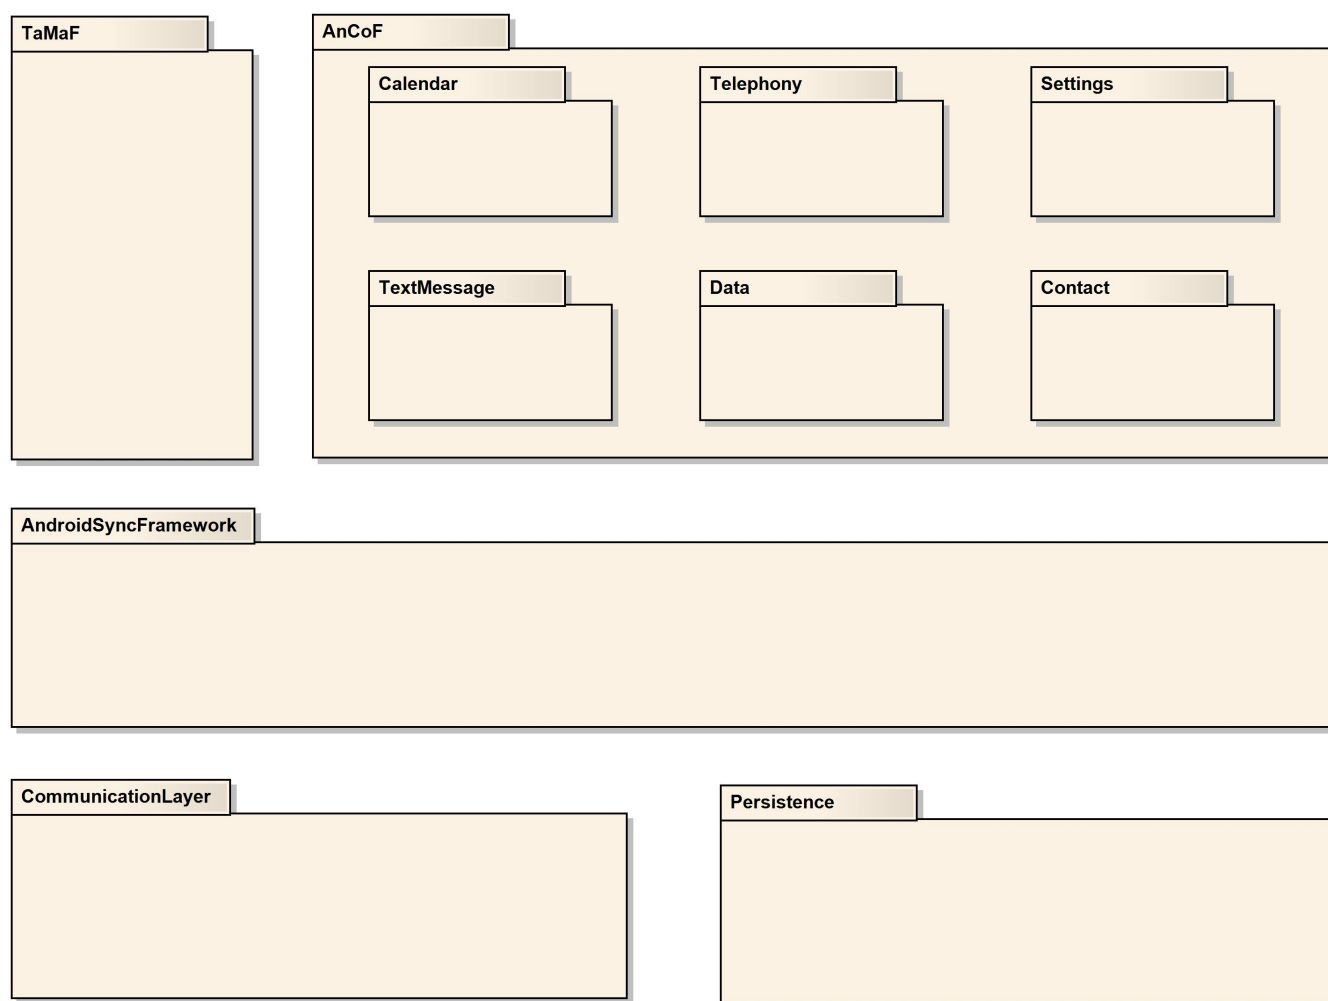 TaMaF
AnCoF
Calendar
Telephony
Settings
TextMessage
Data
Contact
AndroidSyncFramework
CommunicationLayer
Persistence